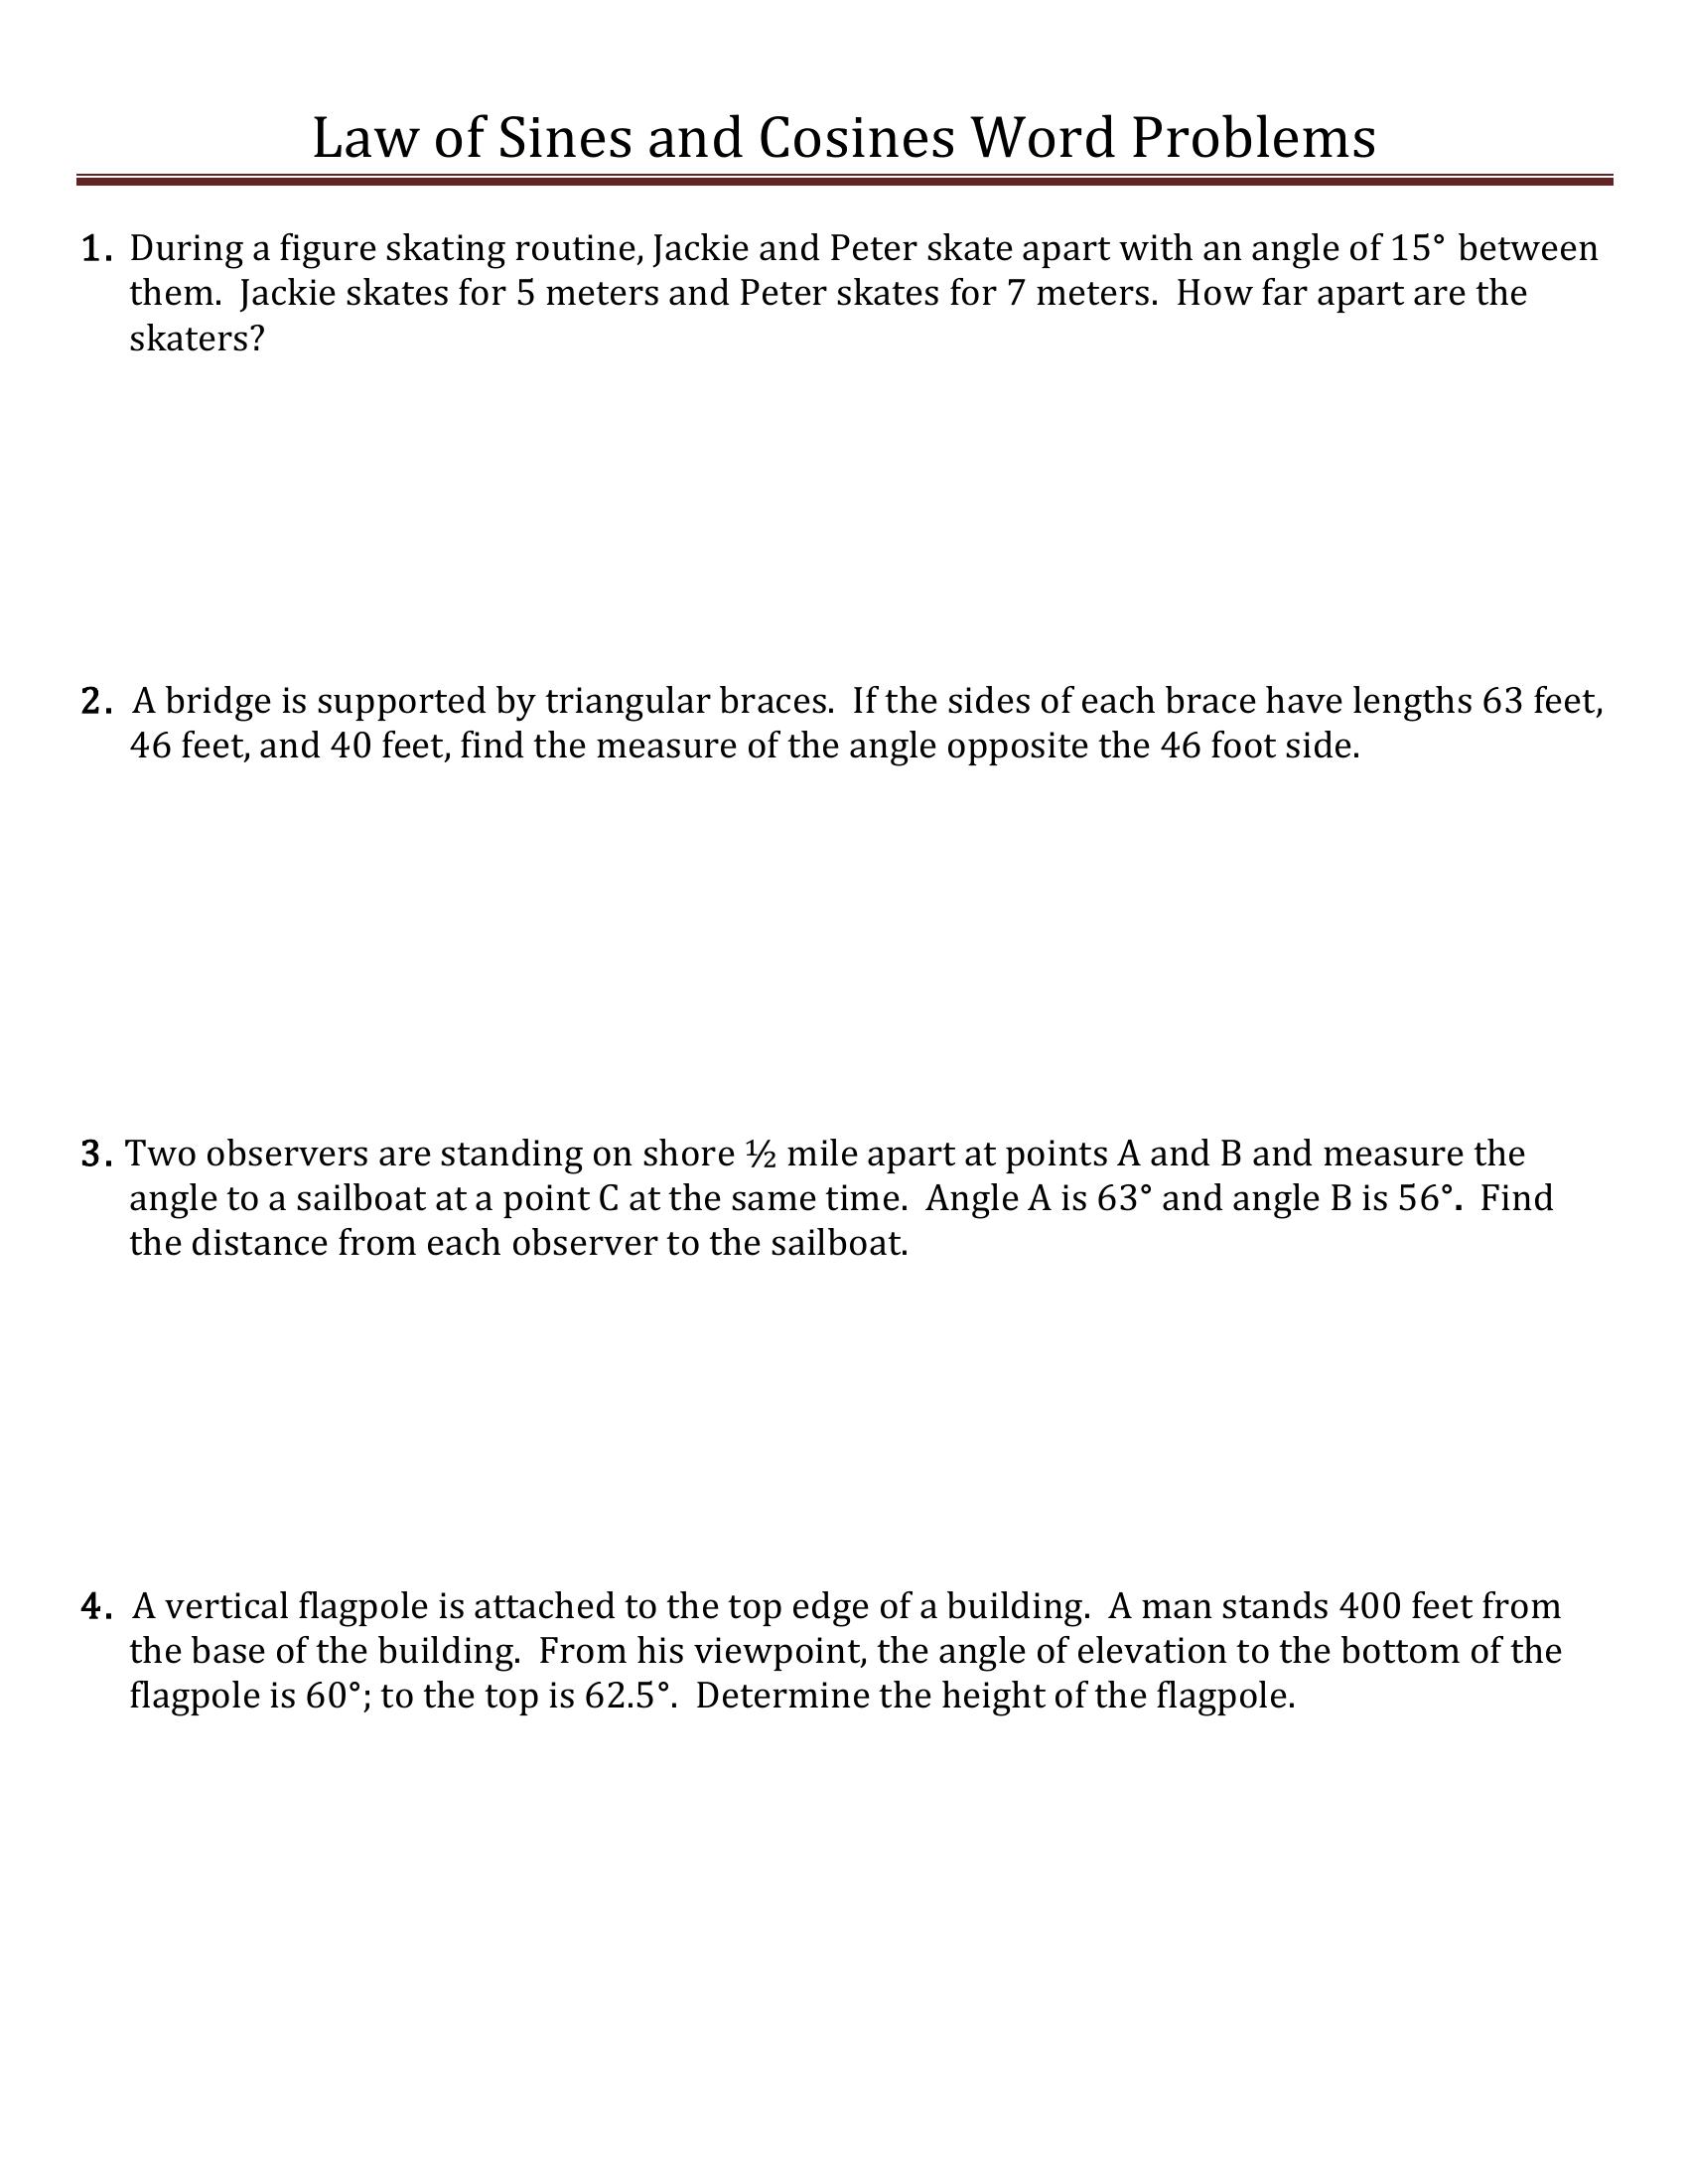 Law of Sines and Cosines Word Problems
1. During a figure skating routine, Jackie and Peter skate apart with an angle of 15° between
them. Jackie skates for 5 meters and Peter skates for 7 meters. How far apart are the
skaters?
2. A bridge is supported by triangular braces. If the sides of each brace have lengths 63 feet,
46 feet, and 40 feet, find the measure of the angle opposite the 46 foot side.
3. Two observers are standing on shore ½ mile apart at points A and B and measure the
angle to a sailboat at a point C at the same time. Angle A is 63° and angle B is 56°. Find
the distance from each observer to the sailboat.
4. A vertical flagpole is attached to the top edge of a building. A man stands 400 feet from
the base of the building. From his viewpoint, the angle of elevation to the bottom of the
flagpole is 60°; to the top is 62.5°. Determine the height of the flagpole.